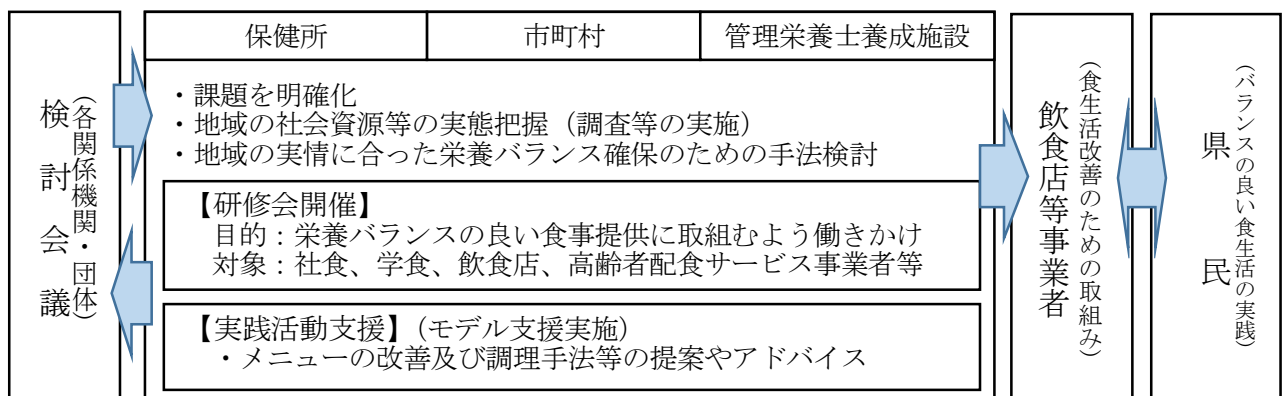 検討会議
(各関係機関・団体)
保健所
市町村
管理栄養士養成施設
・課題を明確化
・地域の社会資源等の実態把握（調査等の実施）
・地域の実情に合った栄養バランス確保のための手法検討
【研修会開催】
目的：栄養バランスの良い食事提供に取組むよう働きかけ
対象：社食、学食、飲食店、高齢者配食サービス事業者等
【実践活動支援】（モデル支援実施）
・メニューの改善及び調理手法等の提案やアドバイス
飲食店等事業者
(食生活改善のための取組み)
県民
(バランスの良い食生活の実践)